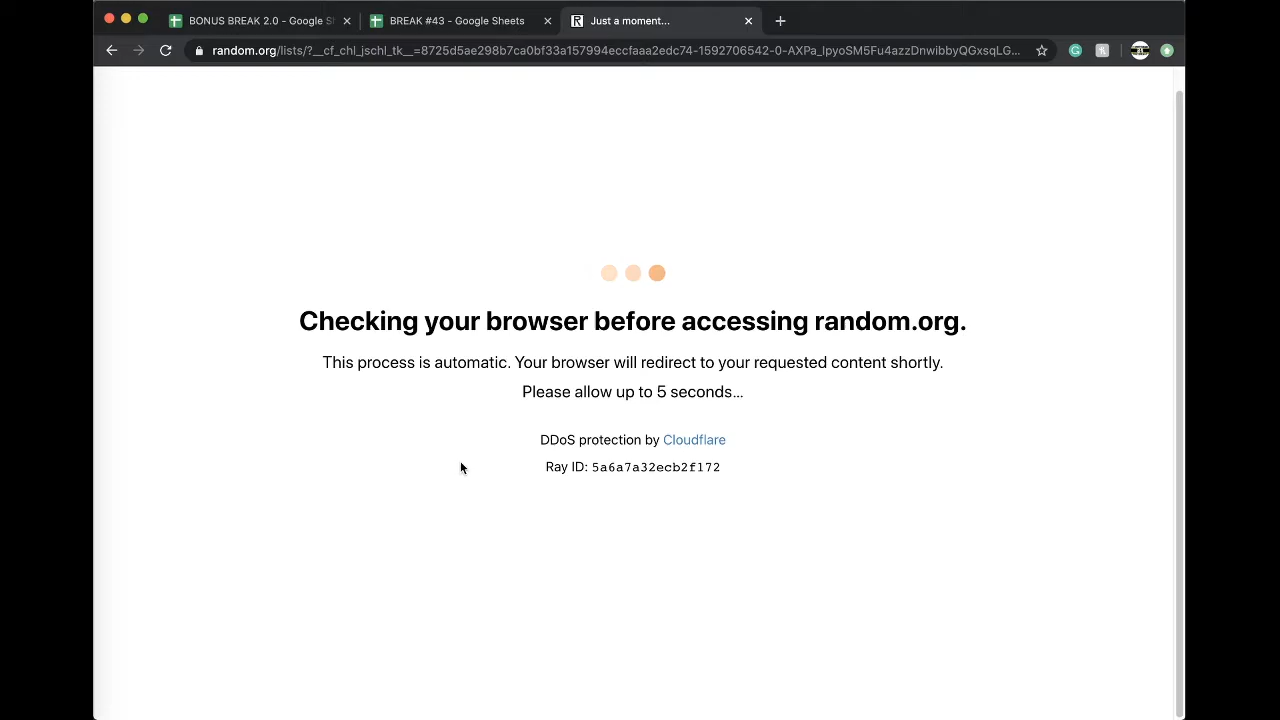 BONUS BREAK 2.0 - Google Sh
BREAK #43 - Google Sheets
Just a moment...
random.org/lists/?__cf_chl_jschl_tk__=8725d5ae298b7ca0bf33a157994eccfaaa2edc74-1592706542-0-AXPa_lpyoSM5Fu4azzDnwibbyQGxsqLG...
Checking your browser before accessing random.org.
This process is automatic. Your browser will redirect to your requested content shortly.
Please allow up to 5 seconds...
DDoS protection by Cloudflare
Ray ID: 5a6a7a32ecb2f172